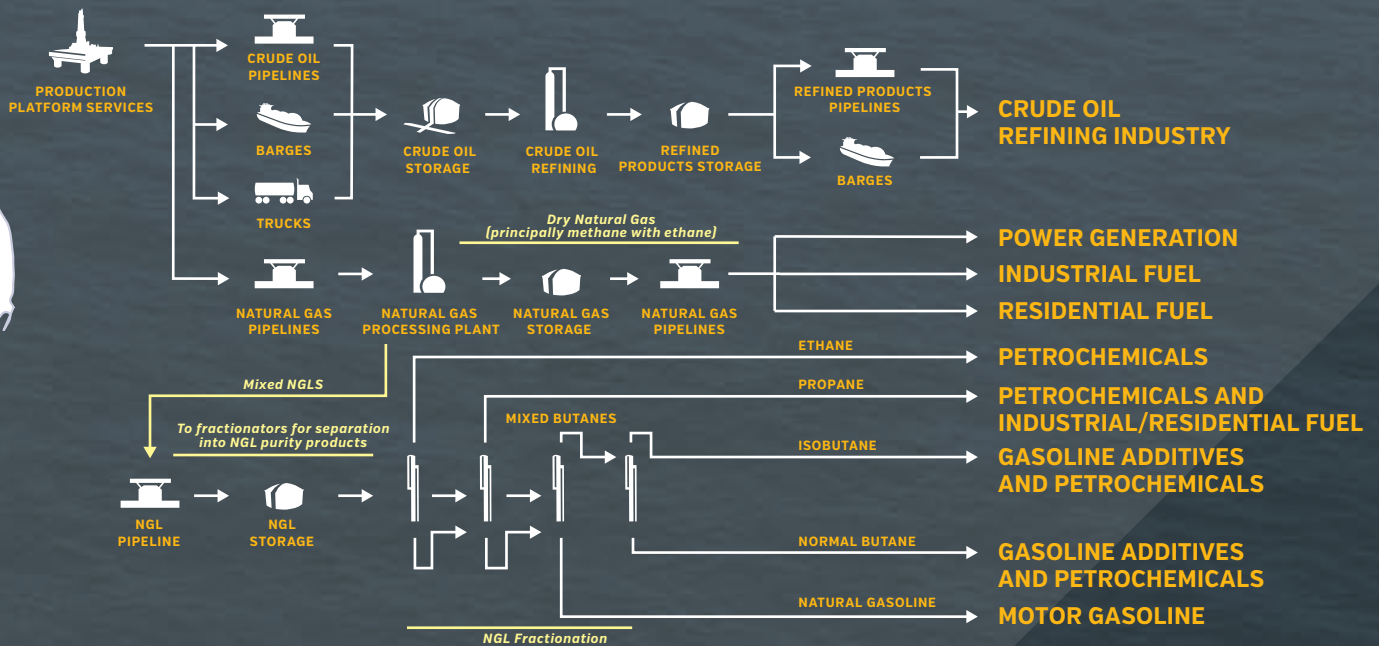 PRODUCTION
PLATFORM SERVICES
CRUDE OIL
PIPELINES
BARGES
TRUCKS
CRUDE OIL
STORAGE
CRUDE OIL
REFINING
REFINED
PRODUCTS STORAGE
REFINED PRODUCTS
PIPELINES
BARGES
CRUDE OIL
REFINING INDUSTRY
Dry Natural Gas
(principally methane with ethane)
NATURAL GAS
PIPELINES
NATURAL GAS
PROCESSING PLANT
NATURAL GAS
STORAGE
NATURAL GAS
PIPELINES
POWER GENERATION
INDUSTRIAL FUEL
RESIDENTIAL FUEL
Mixed NGLS
To fractionators for separation
into NGL purity products
NGL
PIPELINE
NGL
STORAGE
ETHANE
PETROCHEMICALS
PROPANE
PETROCHEMICALS AND
INDUSTRIAL/RESIDENTIAL FUEL
MIXED BUTANES
ISOBUTANE
GASOLINE ADDITIVES
AND PETROCHEMICALS
NORMAL BUTANE
GASOLINE ADDITIVES
AND PETROCHEMICALS
NATURAL GASOLINE
MOTOR GASOLINE
NGL Fractionation